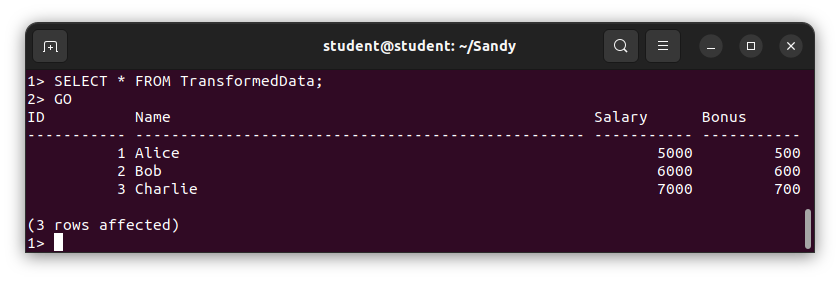 student@student: ~/Sandy
1> SELECT * FROM TransformedData;
2> GO
ID          Name                                               Salary      Bonus
----------- -------------------------------------------------- ----------- -----------
          1 Alice                                                     5000         500
          2 Bob                                                       6000         600
          3 Charlie                                                   7000         700
(3 rows affected)
1>